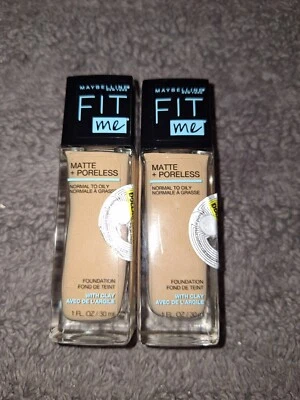 MAYBELLINE
NEW YORK
FIT
me
MATTE
+ PORELESS
NORMAL TO OILY
NORMALE À GRASSE
FOUNDATION
FOND DE TEINT
WITH CLAY
AVEC DE L'ARGILE
1 FL. OZ / 30 mL
MAYBELLINE
NEW YORK
FIT
me
MATTE
+ PORELESS
NORMAL TO OILY
NORMALE À GRASSE
FOUNDATION
FOND DE TEINT
WITH CLAY
AVEC DE L'ARGILE
1 FL. OZ / 30 mL